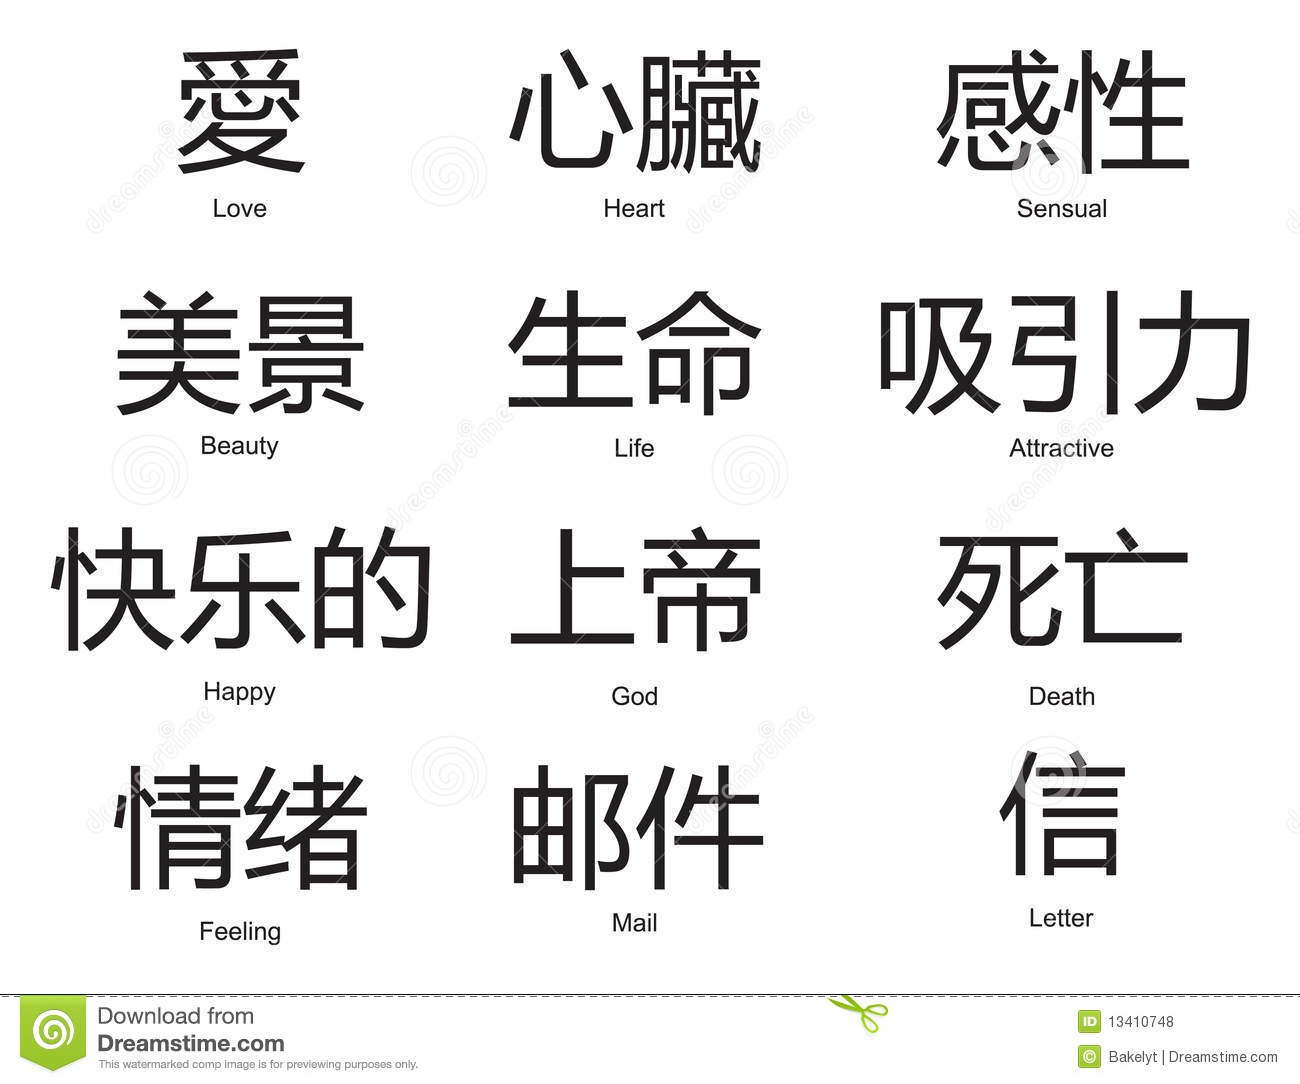 愛 心臓 感性
Love Heart Sensual
美景 生命 吸引力
Beauty Life Attractive
快乐的 上帝 死亡
Happy God Death
情绪 邮件 信
Feeling Mail Letter
Download from
Dreamstime.com
This watermarked comp image is for previewing purposes only.
ID 13410748
© Bakelyt | Dreamstime.com